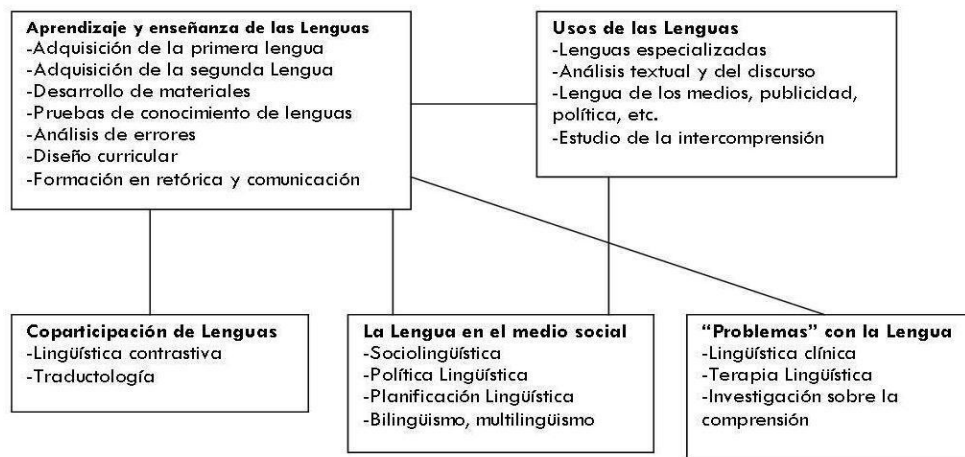 Aprendizaje y enseñanza de las Lenguas
-Adquisición de la primera lengua
-Adquisición de la segunda Lengua
-Desarrollo de materiales
-Pruebas de conocimiento de lenguas
-Análisis de errores
-Diseño curricular
-Formación en retórica y comunicación
Usos de las Lenguas
-Lenguas especializadas
-Análisis textual y del discurso
-Lengua de los medios, publicidad,
política, etc.
-Estudio de la intercomprensión
Coparticipación de Lenguas
-Lingüística contrastiva
-Traductología
La Lengua en el medio social
-Sociolingüística
-Política Lingüística
-Planificación Lingüística
-Bilingüismo, multilingüismo
“Problemas” con la Lengua
-Lingüística clínica
-Terapia Lingüística
-Investigación sobre la
comprensión